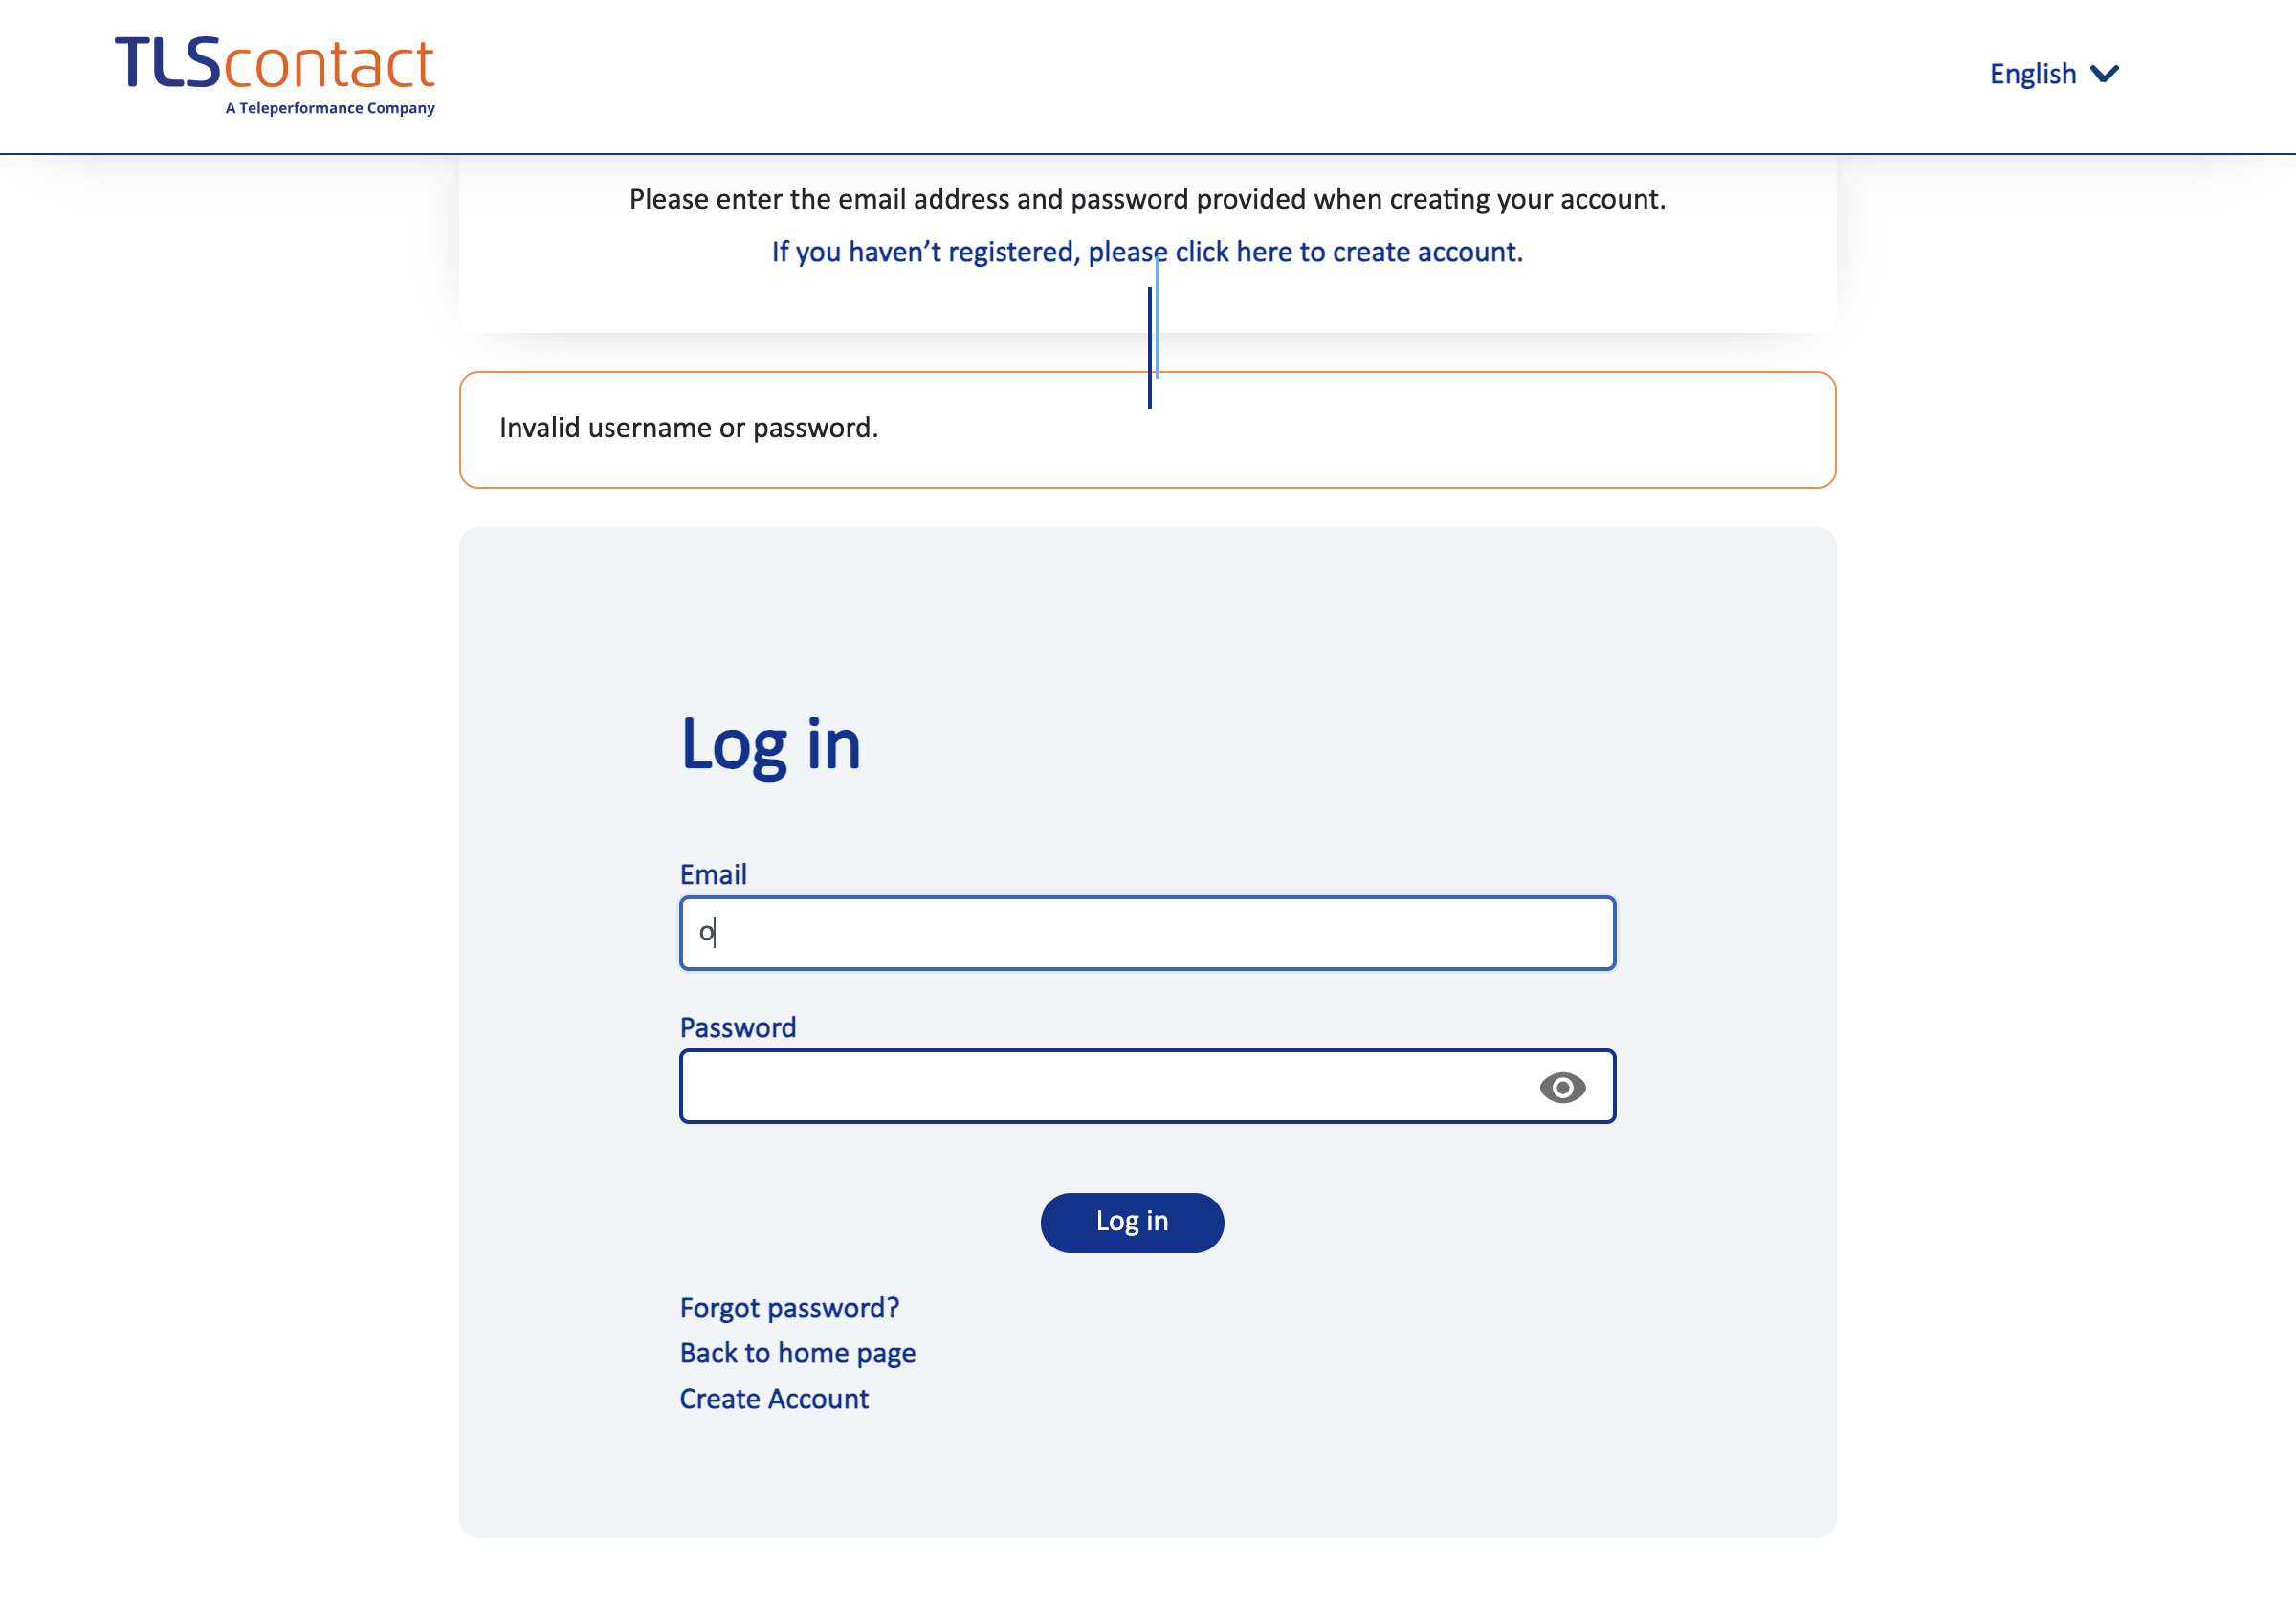 TLScontact
A Teleperformance Company
English
Please enter the email address and password provided when creating your account.
If you haven’t registered, please click here to create account.
Invalid username or password.
Log in
Email
o
Password
Log in
Forgot password?
Back to home page
Create Account